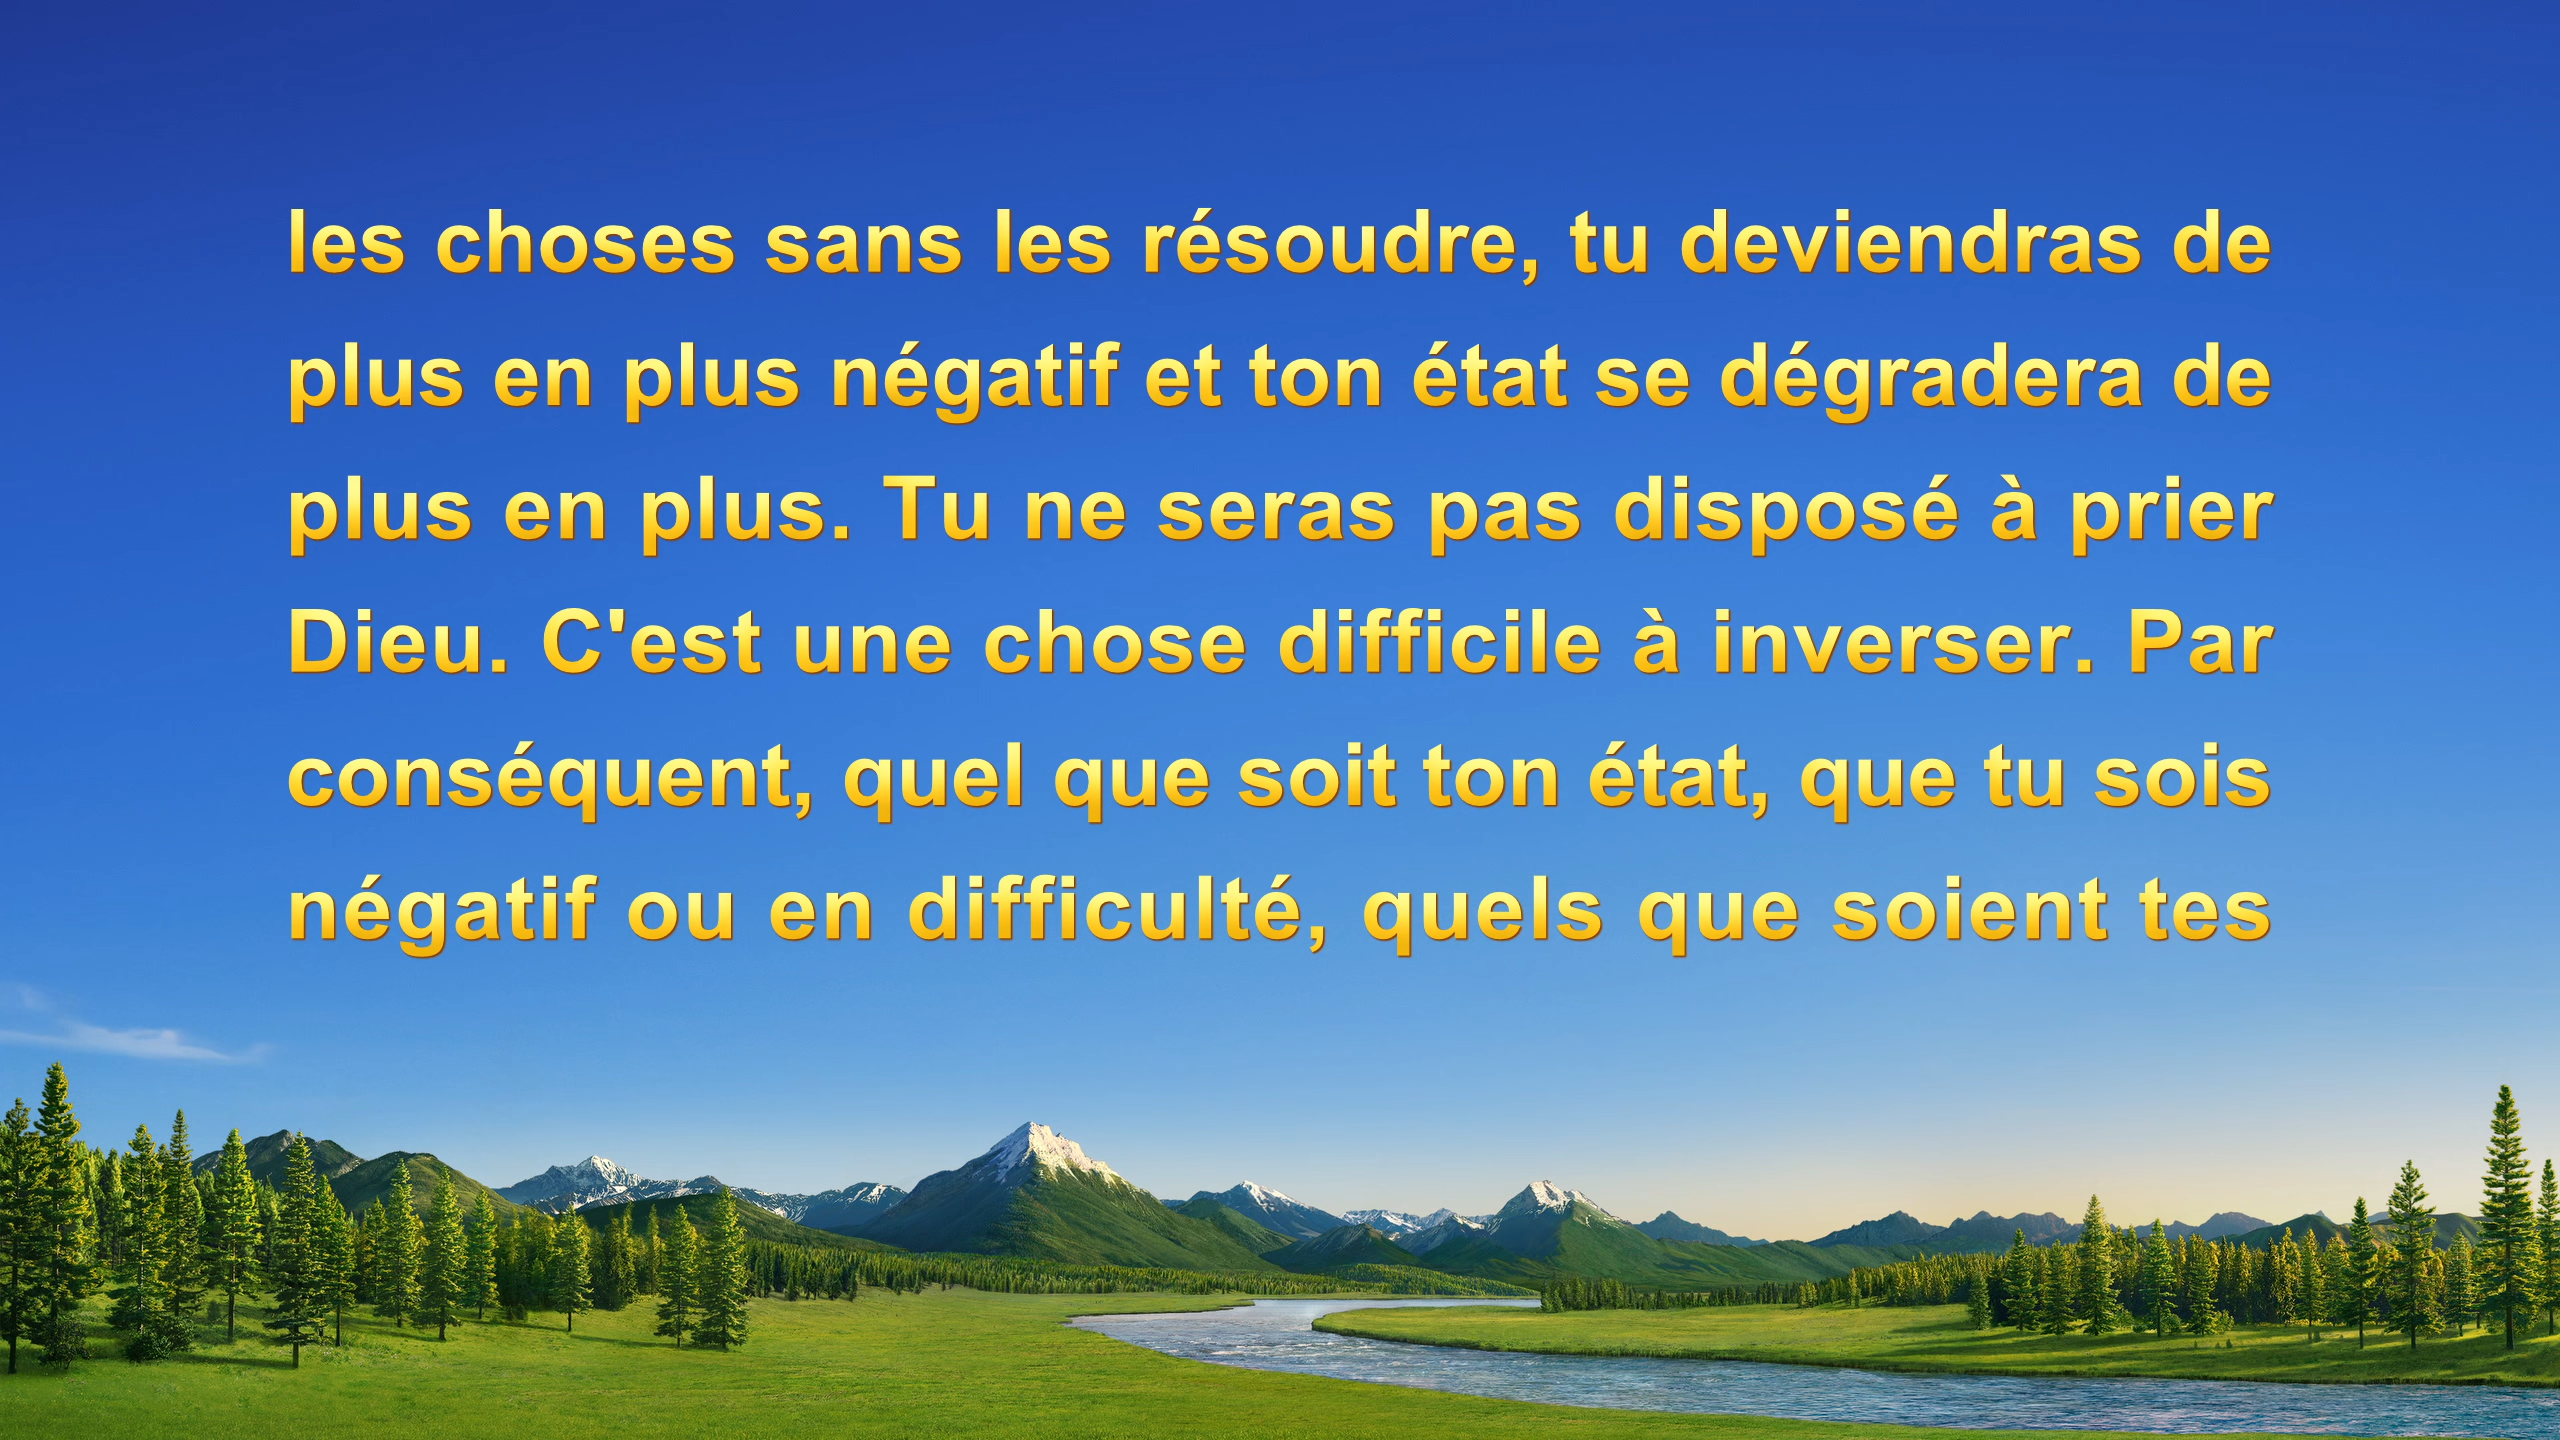 les choses sans les résoudre, tu deviendras de
plus en plus négatif et ton état se dégradera de
plus en plus. Tu ne seras pas disposé à prier
Dieu. C'est une chose difficile à inverser. Par
conséquent, quel que soit ton état, que tu sois
négatif ou en difficulté, quels que soient tes